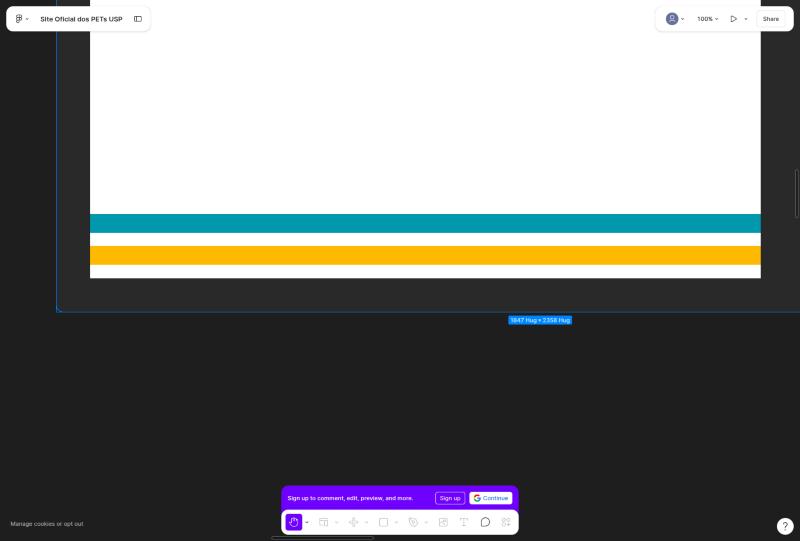 Site Oficial dos PETs USP
100%
Share
1847 Hug × 2358 Hug
Sign up to comment, edit, preview, and more.
Sign up
Continue
Manage cookies or opt out
?